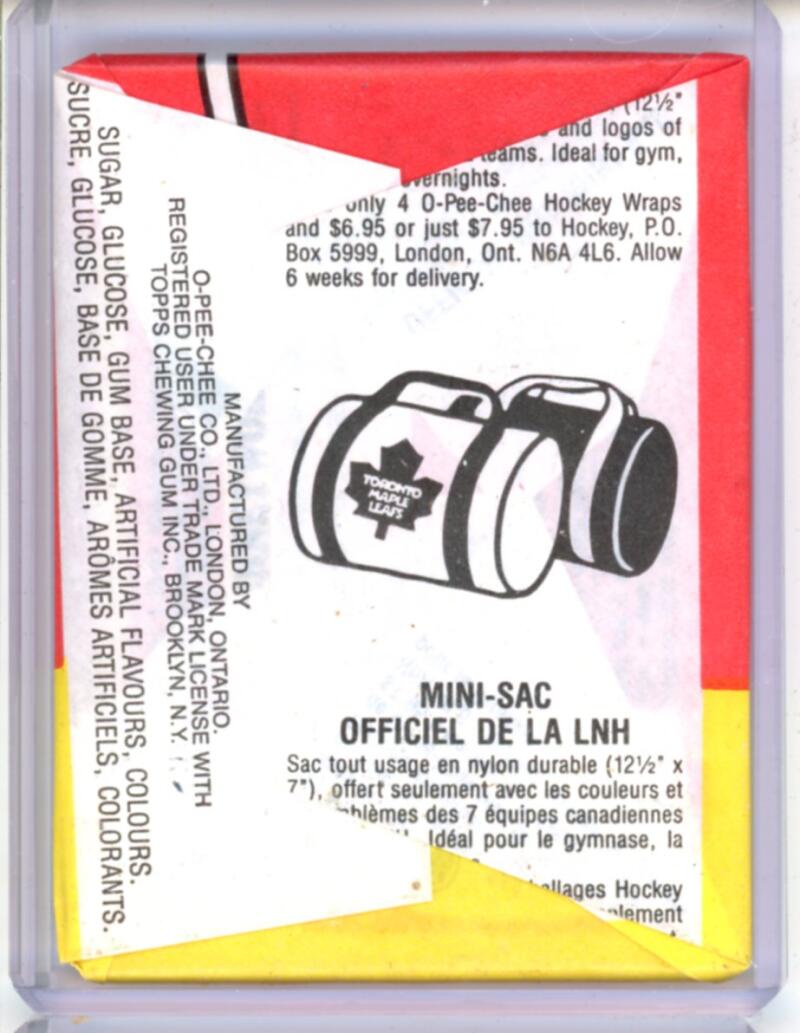 (12½"
and logos of
teams. Ideal for gym,
overnights.
only 4 O-Pee-Chee Hockey Wraps
and $6.95 or just $7.95 to Hockey, P.O.
Box 5999, London, Ont. N6A 4L6. Allow
6 weeks for delivery.
TORONTO
MAPLE
LEAFS
MINI-SAC
OFFICIEL DE LA LNH
Sac tout usage en nylon durable (12½" x
7"), offert seulement avec les couleurs et
blèmes des 7 équipes canadiennes
Idéal pour le gymnase, la
ballages Hockey
plement
MANUFACTURED BY
O-PEE-CHEE CO., LTD., LONDON, ONTARIO.
REGISTERED USER UNDER TRADE MARK LICENSE WITH
TOPPS CHEWING GUM INC., BROOKLYN, N.Y.
SUGAR, GLUCOSE, GUM BASE, ARTIFICIAL FLAVOURS, COLOURS.
SUCRE, GLUCOSE, BASE DE GOMME, ARÔMES ARTIFICIELS, COLORANTS.